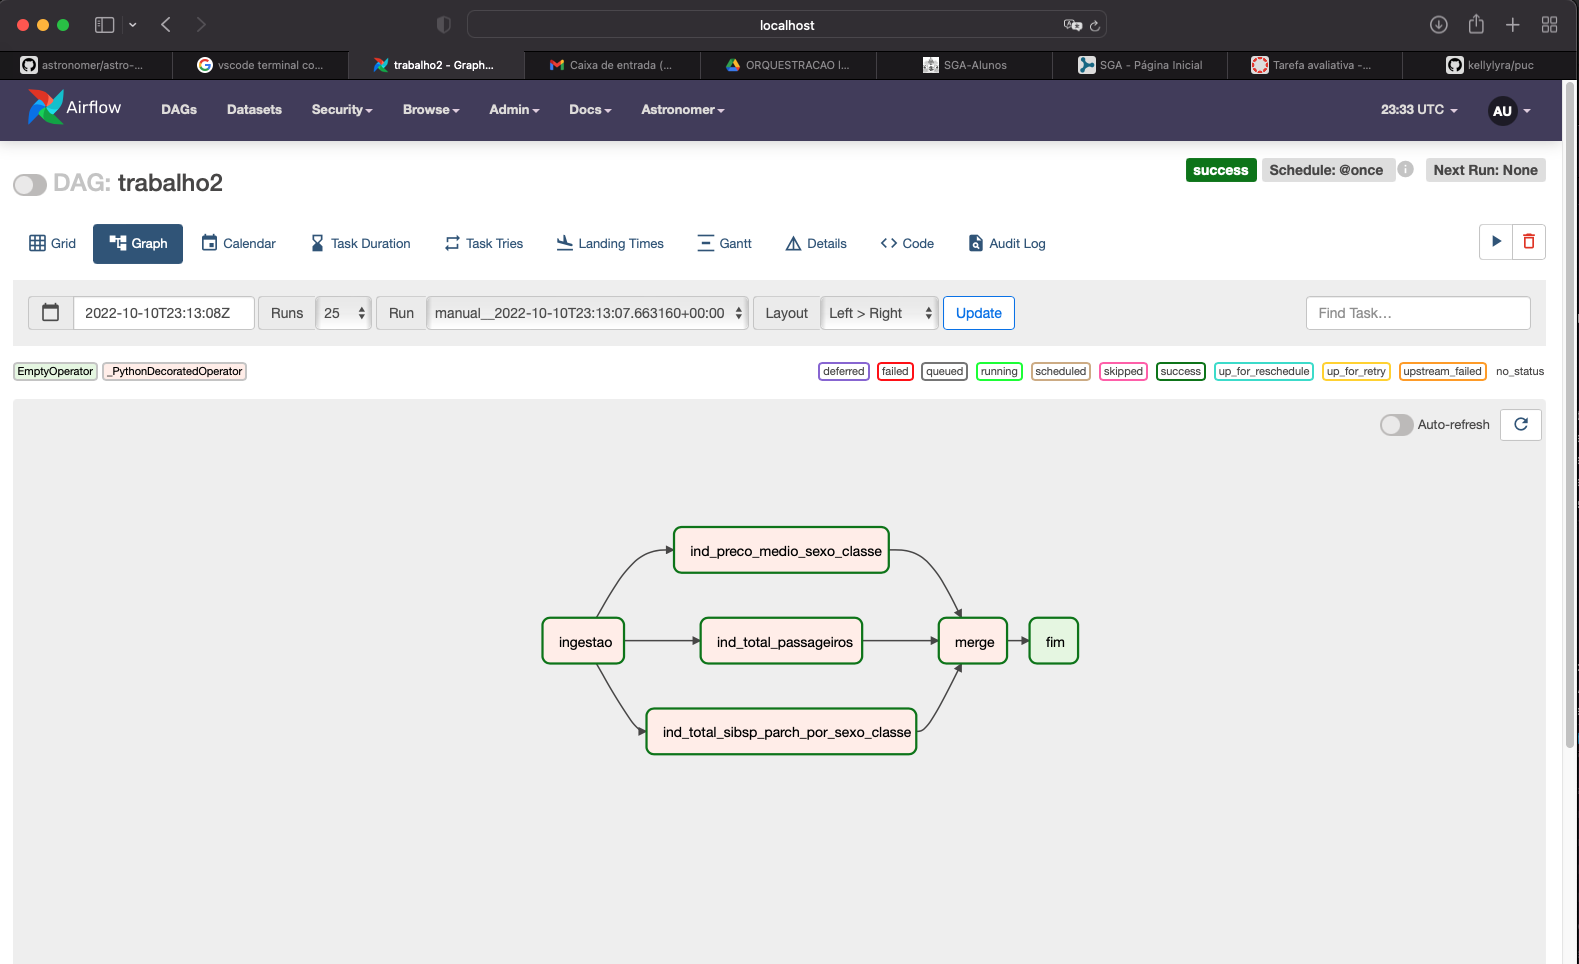 localhost
astronomer/astro-...
vscode terminal co...
trabalho2 - Graph...
Caixa de entrada (...
ORQUESTRACAO I...
SGA-Alunos
SGA - Página Inicial
Tarefa avaliativa -...
kellylyra/puc
Airflow
DAGs
Datasets
Security
Browse
Admin
Docs
Astronomer
23:33 UTC
AU
DAG: trabalho2
success
Schedule: @once
i
Next Run: None
Grid
Graph
Calendar
Task Duration
Task Tries
Landing Times
Gantt
Details
Code
Audit Log
2022-10-10T23:13:08Z
Runs
25
Run
manual__2022-10-10T23:13:07.663160+00:00
Layout
Left > Right
Update
Find Task...
EmptyOperator
_PythonDecoratedOperator
deferred
failed
queued
running
scheduled
skipped
success
up_for_reschedule
up_for_retry
upstream_failed
no_status
Auto-refresh
ind_preco_medio_sexo_classe
ingestao
ind_total_passageiros
merge
fim
ind_total_sibsp_parch_por_sexo_classe